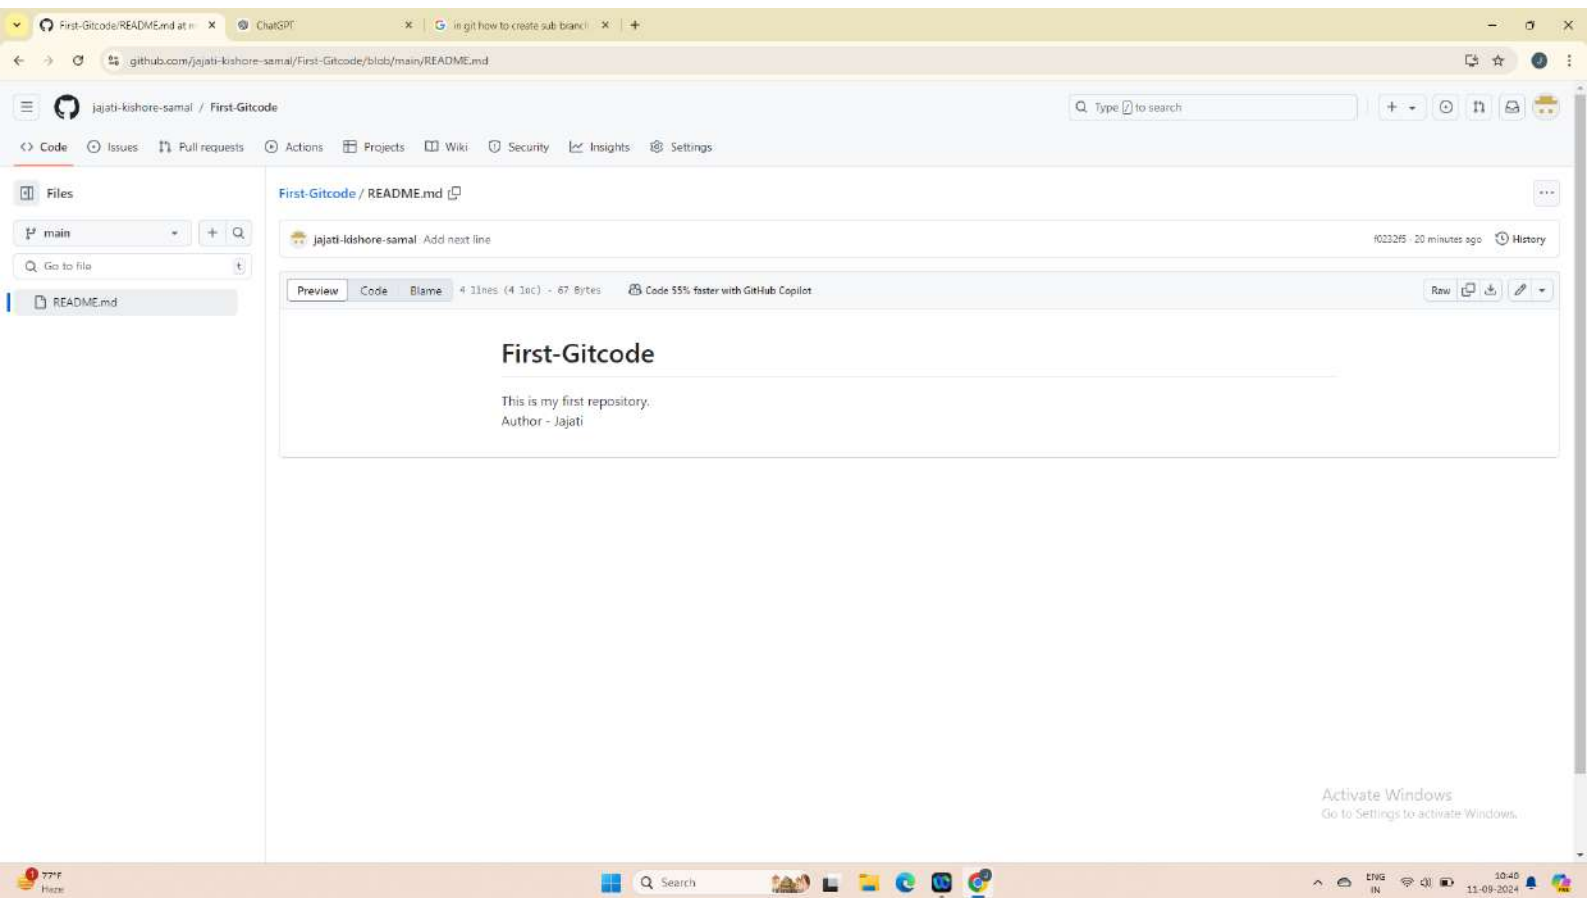 First-Gitcode/README.md at m
ChatGPT
in git how to create sub branch
github.com/jajati-kishore-samal/First-Gitcode/blob/main/README.md
jajati-kishore-samal / First-Gitcode
Type / to search
Code Issues Pull requests Actions Projects Wiki Security Insights Settings
Files
First-Gitcode / README.md
main
jajati-kishore-samal Add next line
f0232f5 · 20 minutes ago History
Go to file t
Preview Code Blame 4 lines (4 loc) · 67 Bytes Code 55% faster with GitHub Copilot Raw
README.md
First-Gitcode
This is my first repository.
Author - Jajati
Activate Windows
Go to Settings to activate Windows.
1
77°F
Haze
Search
ENG
IN
10:40
11-09-2024